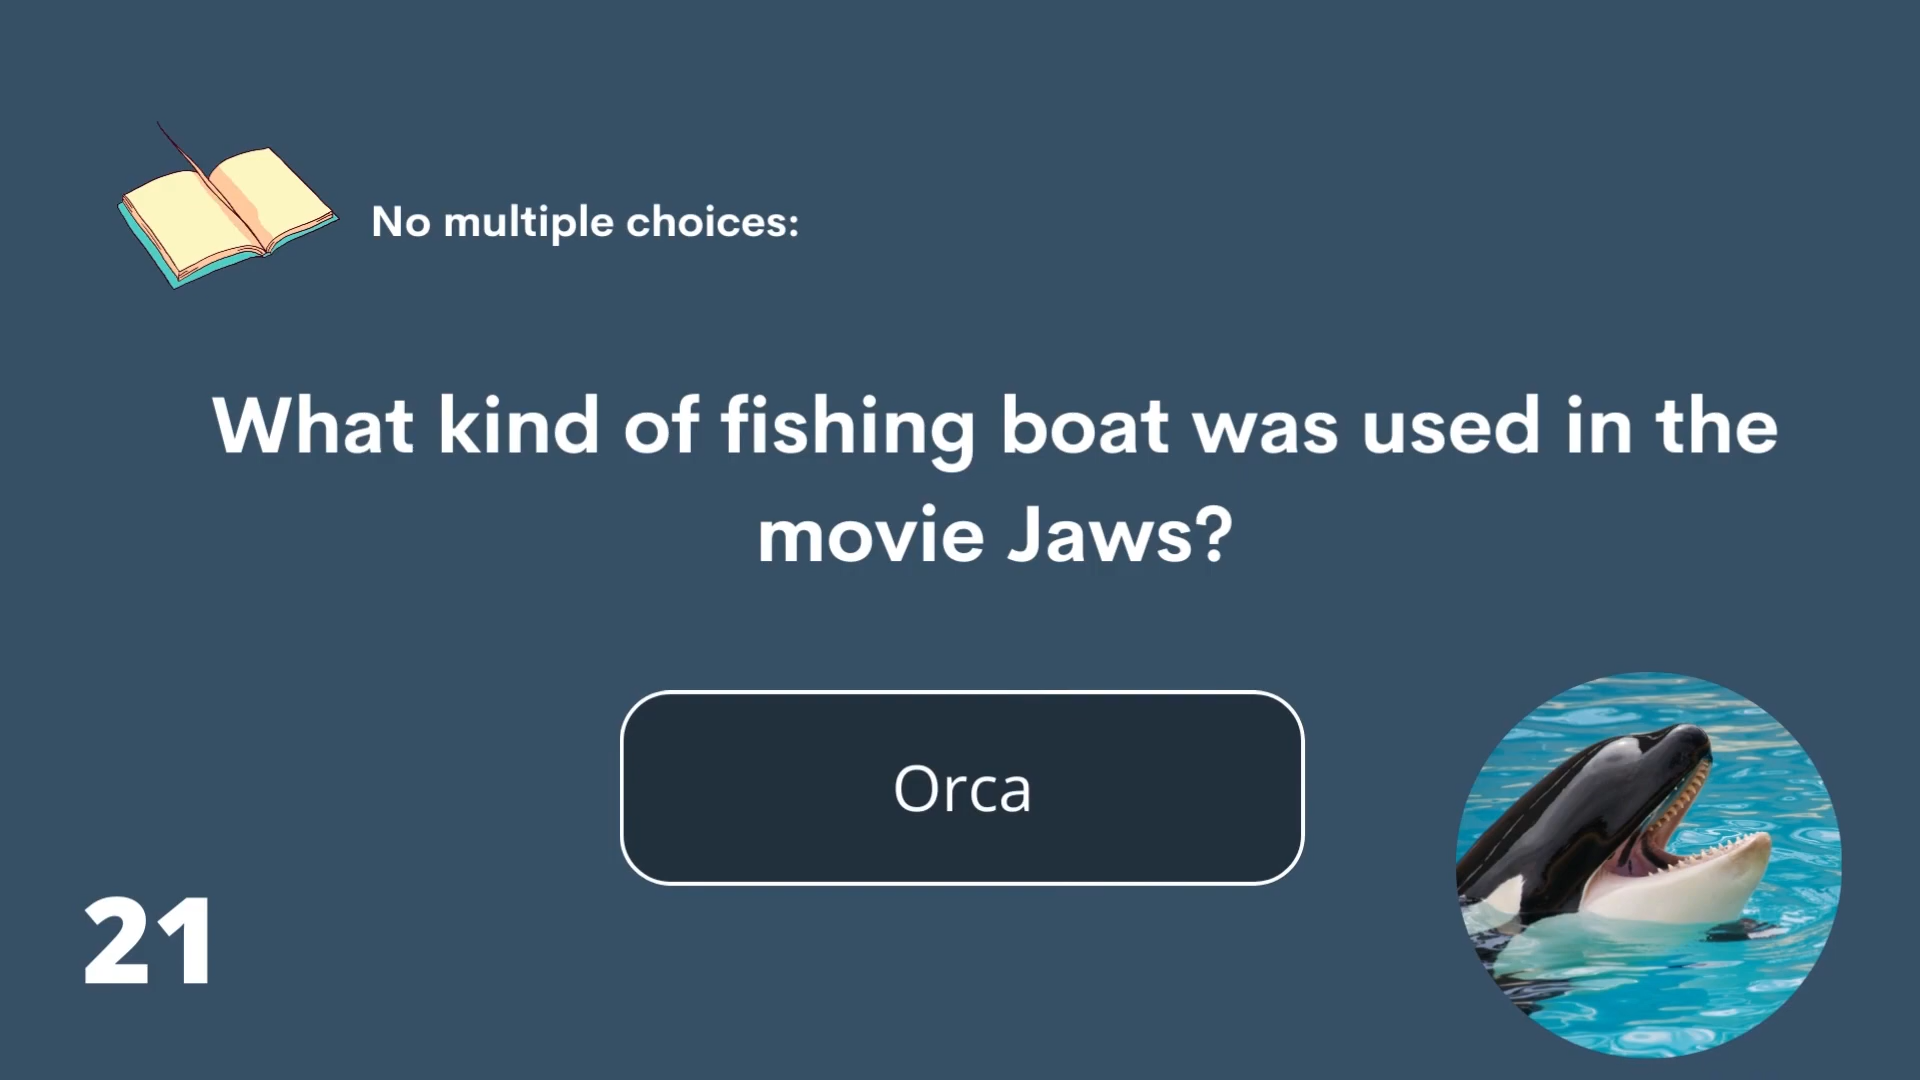 No multiple choices:
What kind of fishing boat was used in the
movie Jaws?
Orca
21